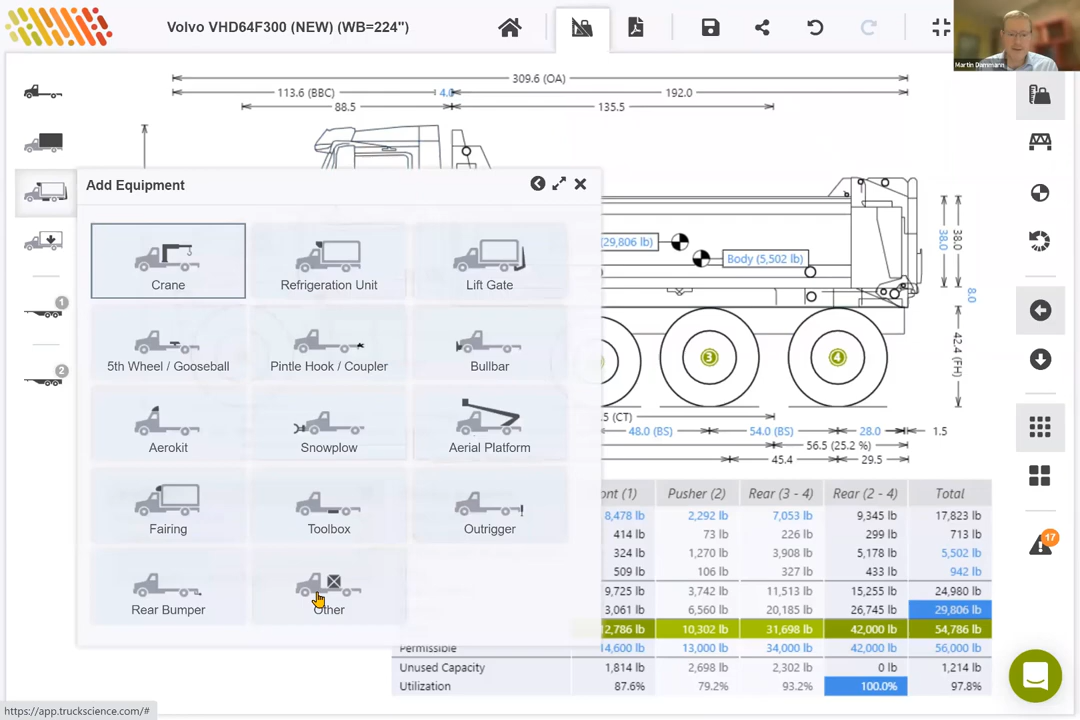 Volvo VHD64F300 (NEW) (WB=224")
Martin Dammann
309.6 (OA)
113.6 (BBC)
4.0
192.0
88.5
135.5
Add Equipment
Crane
Refrigeration Unit
Lift Gate
5th Wheel / Gooseball
Pintle Hook / Coupler
Bullbar
Aerokit
Snowplow
Aerial Platform
Fairing
Toolbox
Outrigger
Rear Bumper
Other
1
2
(29,806 lb)
Body (5,502 lb)
38.0
38.0
8.0
42.4 (FH)
3
4
.5 (CT)
48.0 (BS)
54.0 (BS)
28.0
1.5
56.5 (25.2 %)
45.4
29.5
17
ont (1) Pusher (2) Rear (3 - 4) Rear (2 - 4) Total
8,478 lb 2,292 lb 7,053 lb 9,345 lb 17,823 lb
414 lb 73 lb 226 lb 299 lb 713 lb
324 lb 1,270 lb 3,908 lb 5,178 lb 5,502 lb
509 lb 106 lb 327 lb 433 lb 942 lb
9,725 lb 3,742 lb 11,513 lb 15,255 lb 24,980 lb
3,061 lb 6,560 lb 20,185 lb 26,745 lb 29,806 lb
12,786 lb 10,302 lb 31,698 lb 42,000 lb 54,786 lb
Permissible 14,600 lb 13,000 lb 34,000 lb 42,000 lb 56,000 lb
Unused Capacity 1,814 lb 2,698 lb 2,302 lb 0 lb 1,214 lb
Utilization 87.6% 79.2% 93.2% 100.0% 97.8%
https://app.truckscience.com/#